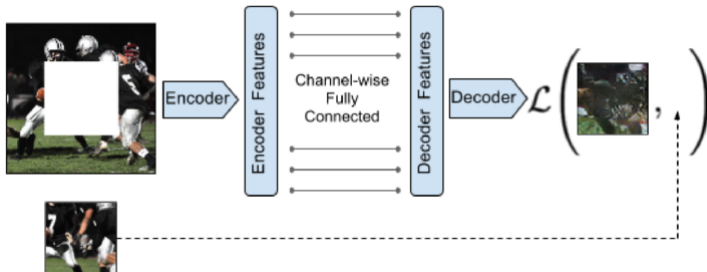 Encoder
Encoder Features
Channel-wise
Fully
Connected
Decoder Features
Decoder
ℒ ( , )